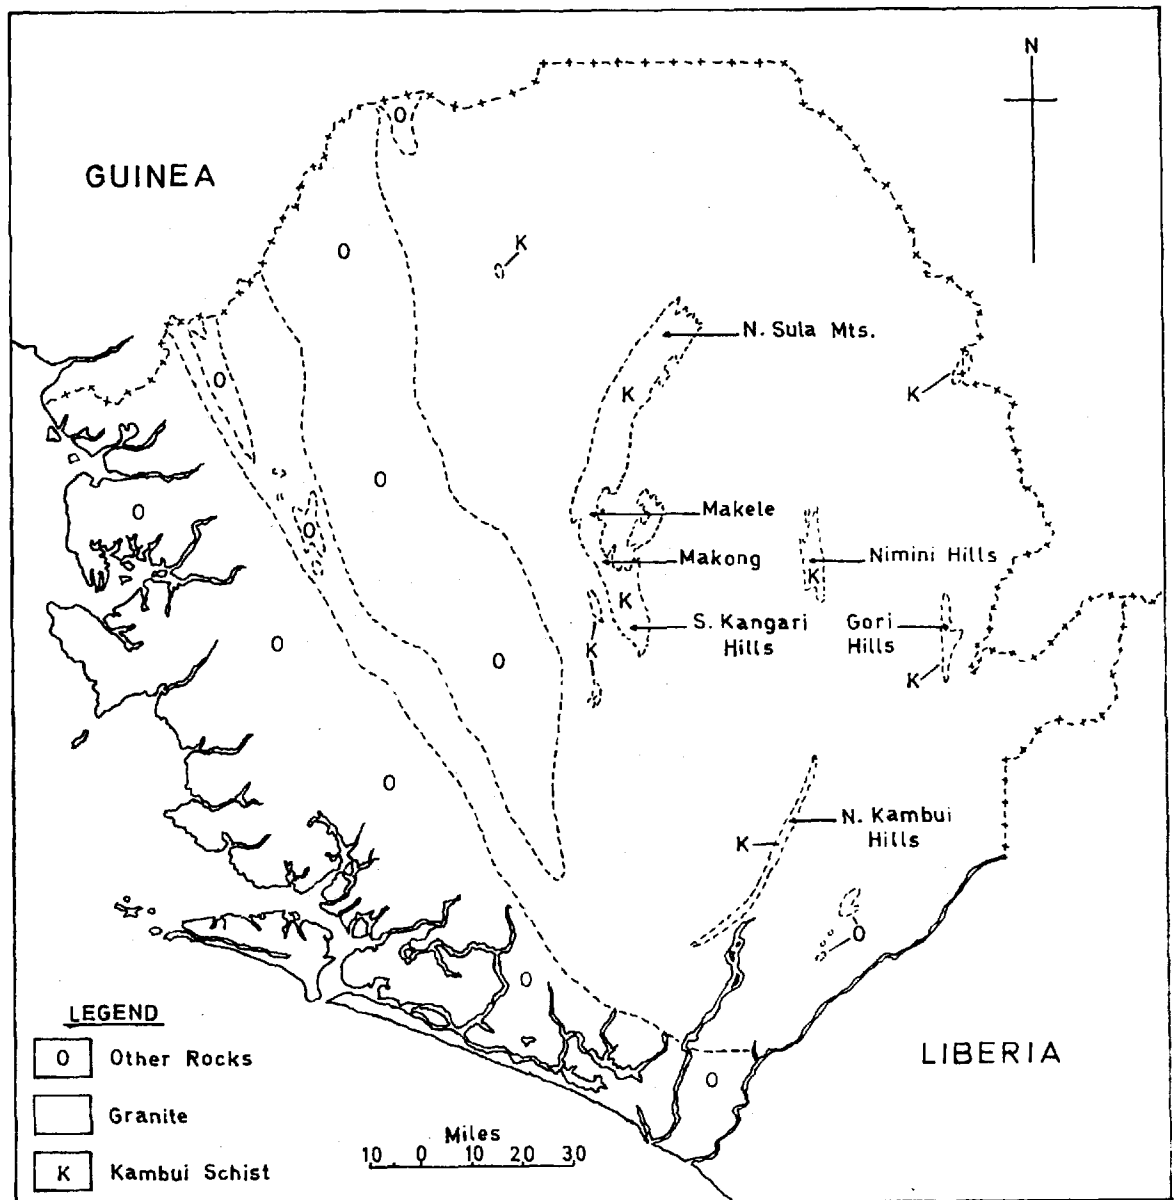 N
GUINEA
O
O
K
N. Sula Mts.
O
K
K
O
O
Makele
O
Makong
Nimini Hills
K
K
S. Kangari
Hills
Gori
Hills
O
K
O
K
O
N. Kambui
Hills
K
O
O
LEGEND
O Other Rocks
Granite
K Kambui Schist
LIBERIA
O
Miles
10 0 10 20 30